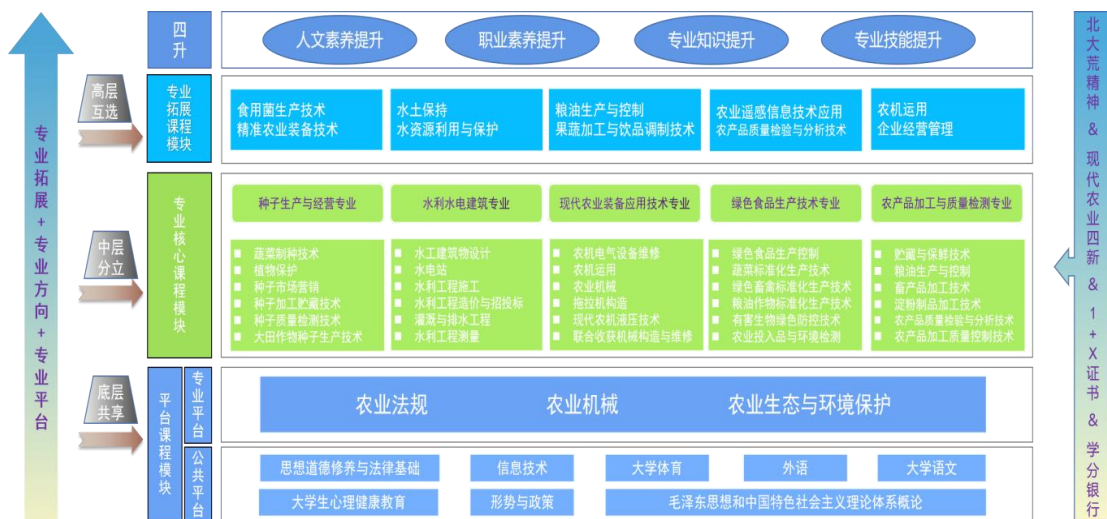 四升
人文素养提升
职业素养提升
专业知识提升
专业技能提升
高层
互选
专业
拓展
课程
模块
食用菌生产技术
精准农业装备技术
水土保持
水资源利用与保护
粮油生产与控制
果蔬加工与饮品调制技术
农业遥感信息技术应用
农产品质量检验与分析技术
农机运用
企业经营管理
中层
分立
专业核心课程模块
种子生产与经营专业
水利水电建筑专业
现代农业装备应用技术专业
绿色食品生产技术专业
农产品加工与质量检测专业
蔬菜制种技术
植物保护
种子市场营销
种子加工贮藏技术
种子质量检测技术
大田作物种子生产技术
水工建筑物设计
水电站
水利工程施工
水利工程造价与招投标
灌溉与排水工程
水利工程测量
农机电气设备维修
农机运用
农业机械
拖拉机构造
现代农机液压技术
联合收获机械构造与维修
绿色食品生产控制
蔬菜标准化生产技术
绿色畜禽标准化生产技术
粮油作物标准化生产技术
有害生物绿色防控技术
农业投入品与环境检测
贮藏与保鲜技术
粮油生产与控制
畜产品加工技术
淀粉制品加工技术
农产品质量检验与分析技术
农产品加工质量控制技术
底层
共享
平台课程模块
专业平台
农业法规
农业机械
农业生态与环境保护
公共平台
思想道德修养与法律基础
信息技术
大学体育
外语
大学语文
大学生心理健康教育
形势与政策
毛泽东思想和中国特色社会主义理论体系概论
专业拓展+专业方向+专业平台
北大荒精神 & 现代农业四新 & 1+X证书 & 学分银行